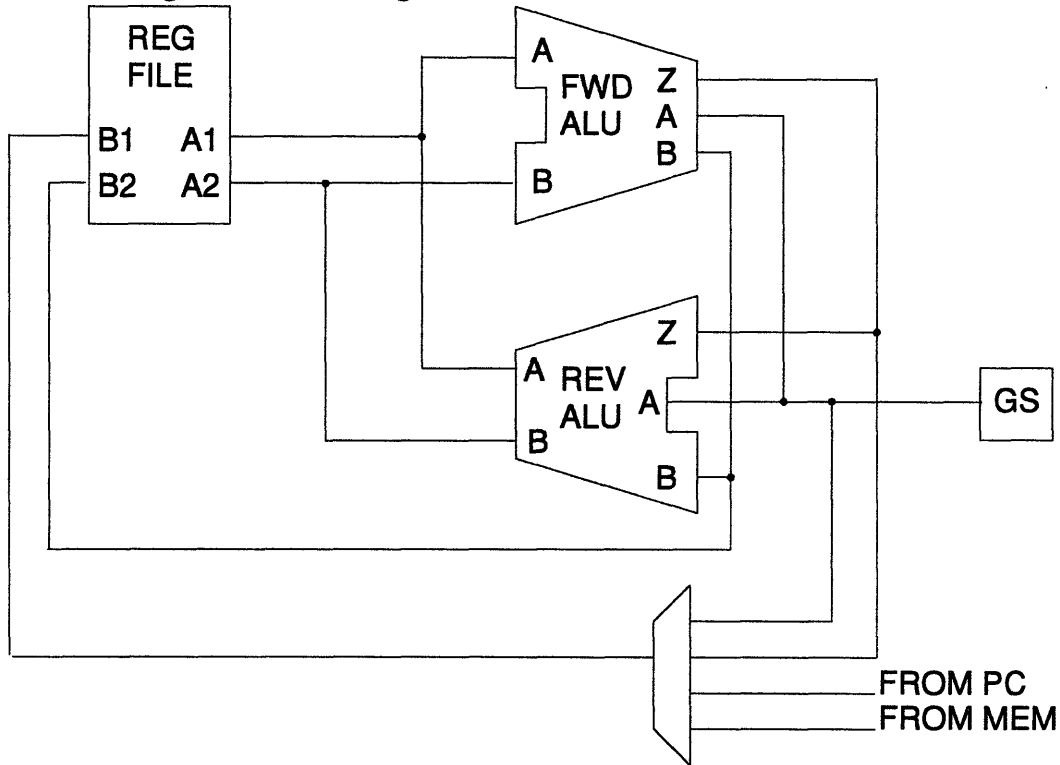 REG
FILE
B1 A1
B2 A2
A
FWD
ALU
B
Z
A
B
A
REV
ALU
B
Z
A
B
GS
FROM PC
FROM MEM